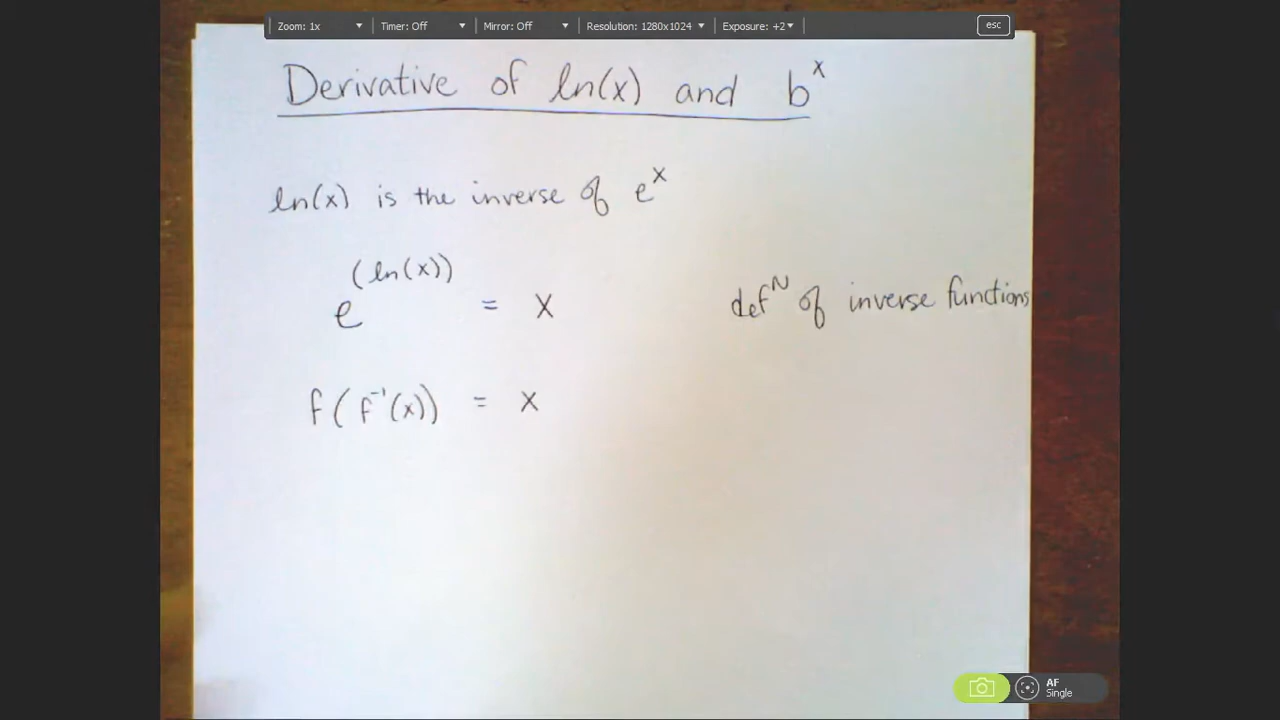 Zoom: 1x Timer: Off Mirror: Off Resolution: 1280x1024 Exposure: +2 esc
Derivative of ln(x) and b^x
ln(x) is the inverse of e^x
e^(ln(x)) = x def^N of inverse functions
f(f^-1(x)) = x
AF
Single